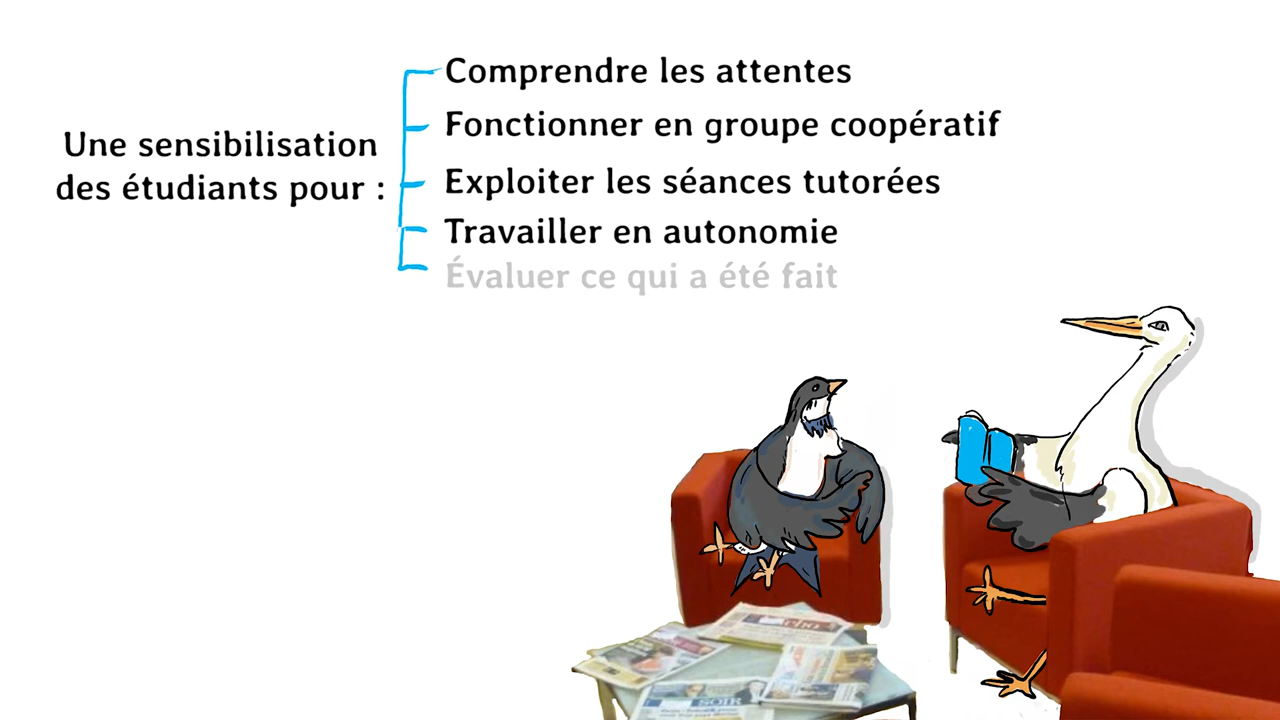 Une sensibilisation
des étudiants pour :
Comprendre les attentes
Fonctionner en groupe coopératif
Exploiter les séances tutorées
Travailler en autonomie
Évaluer ce qui a été fait
SOIR